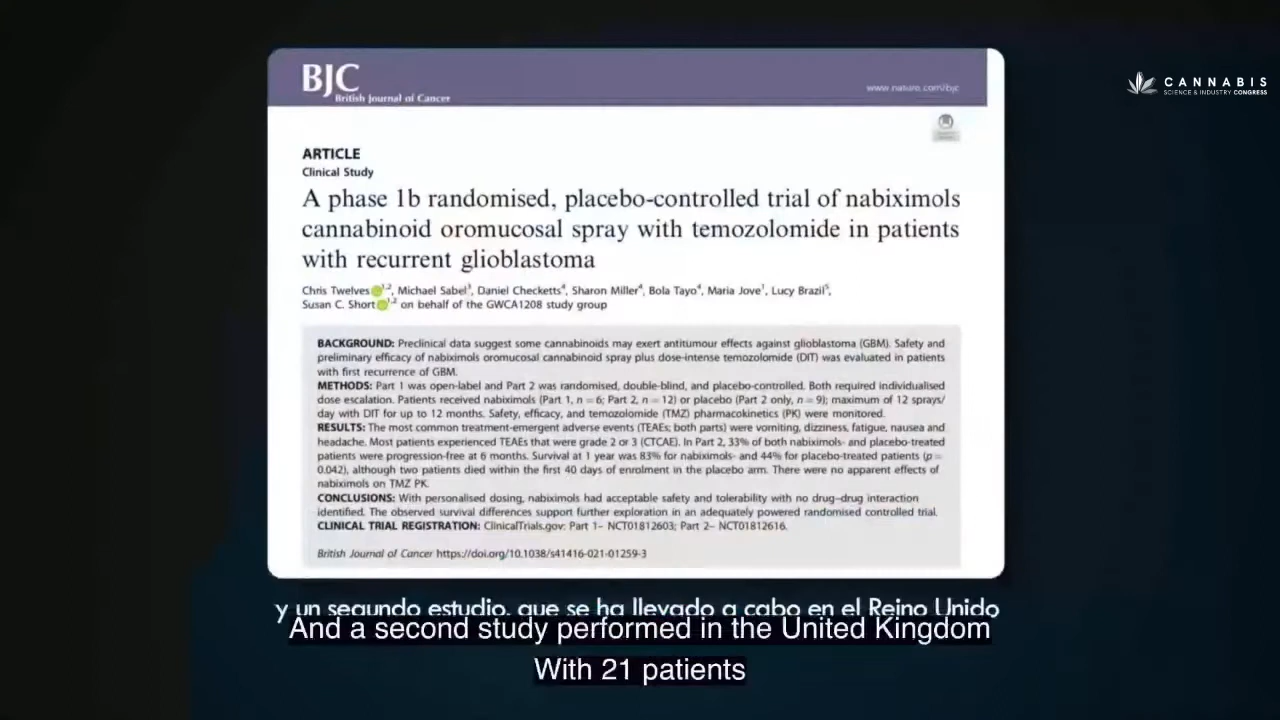 BJC
British Journal of Cancer
www.nature.com/bjc
CANNABIS
SCIENCE & INDUSTRY CONGRESS
ARTICLE
Clinical Study
A phase 1b randomised, placebo-controlled trial of nabiximols
cannabinoid oromucosal spray with temozolomide in patients
with recurrent glioblastoma
Chris Twelves 1,2, Michael Sabel3, Daniel Checketts4, Sharon Miller4, Bola Tayo4, Maria Jove1, Lucy Brazil5,
Susan C. Short 1,2 on behalf of the GWCA1208 study group
BACKGROUND: Preclinical data suggest some cannabinoids may exert antitumour effects against glioblastoma (GBM). Safety and
preliminary efficacy of nabiximols oromucosal cannabinoid spray plus dose-intense temozolomide (DIT) was evaluated in patients
with first recurrence of GBM.
METHODS: Part 1 was open-label and Part 2 was randomised, double-blind, and placebo-controlled. Both required individualised
dose escalation. Patients received nabiximols (Part 1, n = 6; Part 2, n = 12) or placebo (Part 2 only, n = 9); maximum of 12 sprays/
day with DIT for up to 12 months. Safety, efficacy, and temozolomide (TMZ) pharmacokinetics (PK) were monitored.
RESULTS: The most common treatment-emergent adverse events (TEAEs; both parts) were vomiting, dizziness, fatigue, nausea and
headache. Most patients experienced TEAEs that were grade 2 or 3 (CTCAE). In Part 2, 33% of both nabiximols- and placebo-treated
patients were progression-free at 6 months. Survival at 1 year was 83% for nabiximols- and 44% for placebo-treated patients (p =
0.042), although two patients died within the first 40 days of enrolment in the placebo arm. There were no apparent effects of
nabiximols on TMZ PK.
CONCLUSIONS: With personalised dosing, nabiximols had acceptable safety and tolerability with no drug–drug interaction
identified. The observed survival differences support further exploration in an adequately powered randomised controlled trial.
CLINICAL TRIAL REGISTRATION: ClinicalTrials.gov: Part 1– NCT01812603; Part 2– NCT01812616.
British Journal of Cancer https://doi.org/10.1038/s41416-021-01259-3
y un segundo estudio, que se ha llevado a cabo en el Reino Unido
And a second study performed in the United Kingdom
With 21 patients